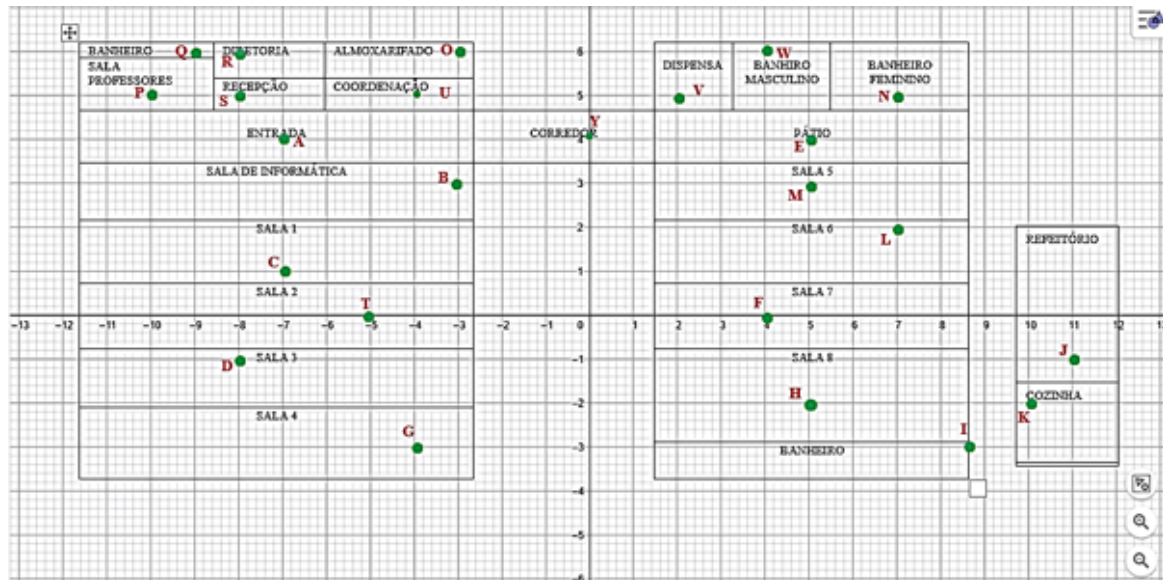 BANHEIRO Q DIRETORIA ALMOXARIFADO O 6 W
R
SALA PROFESSORES
DISPENSA BANHIRO MASCULINO BANHEIRO FEMININO
P S RECEPÇÃO COORDENAÇÃO U 5 V N
ENTRADA A CORREDOR Y 4 PÁTIO
E
SALA DE INFORMÁTICA B 3 SALA 5
M
SALA 1 2 SALA 6
L REFEITÓRIO
C 1
SALA 2 T F SALA 7
-13 -12 -11 -10 -9 -8 -7 -6 -5 -4 -3 -2 -1 0 1 2 3 4 5 6 7 8 9 10 11 12 13
D SALA 3 -1 SALA 8 J
SALA 4 -2 H COZINHA
K
G -3 I
BANHEIRO
-4
-5
-6